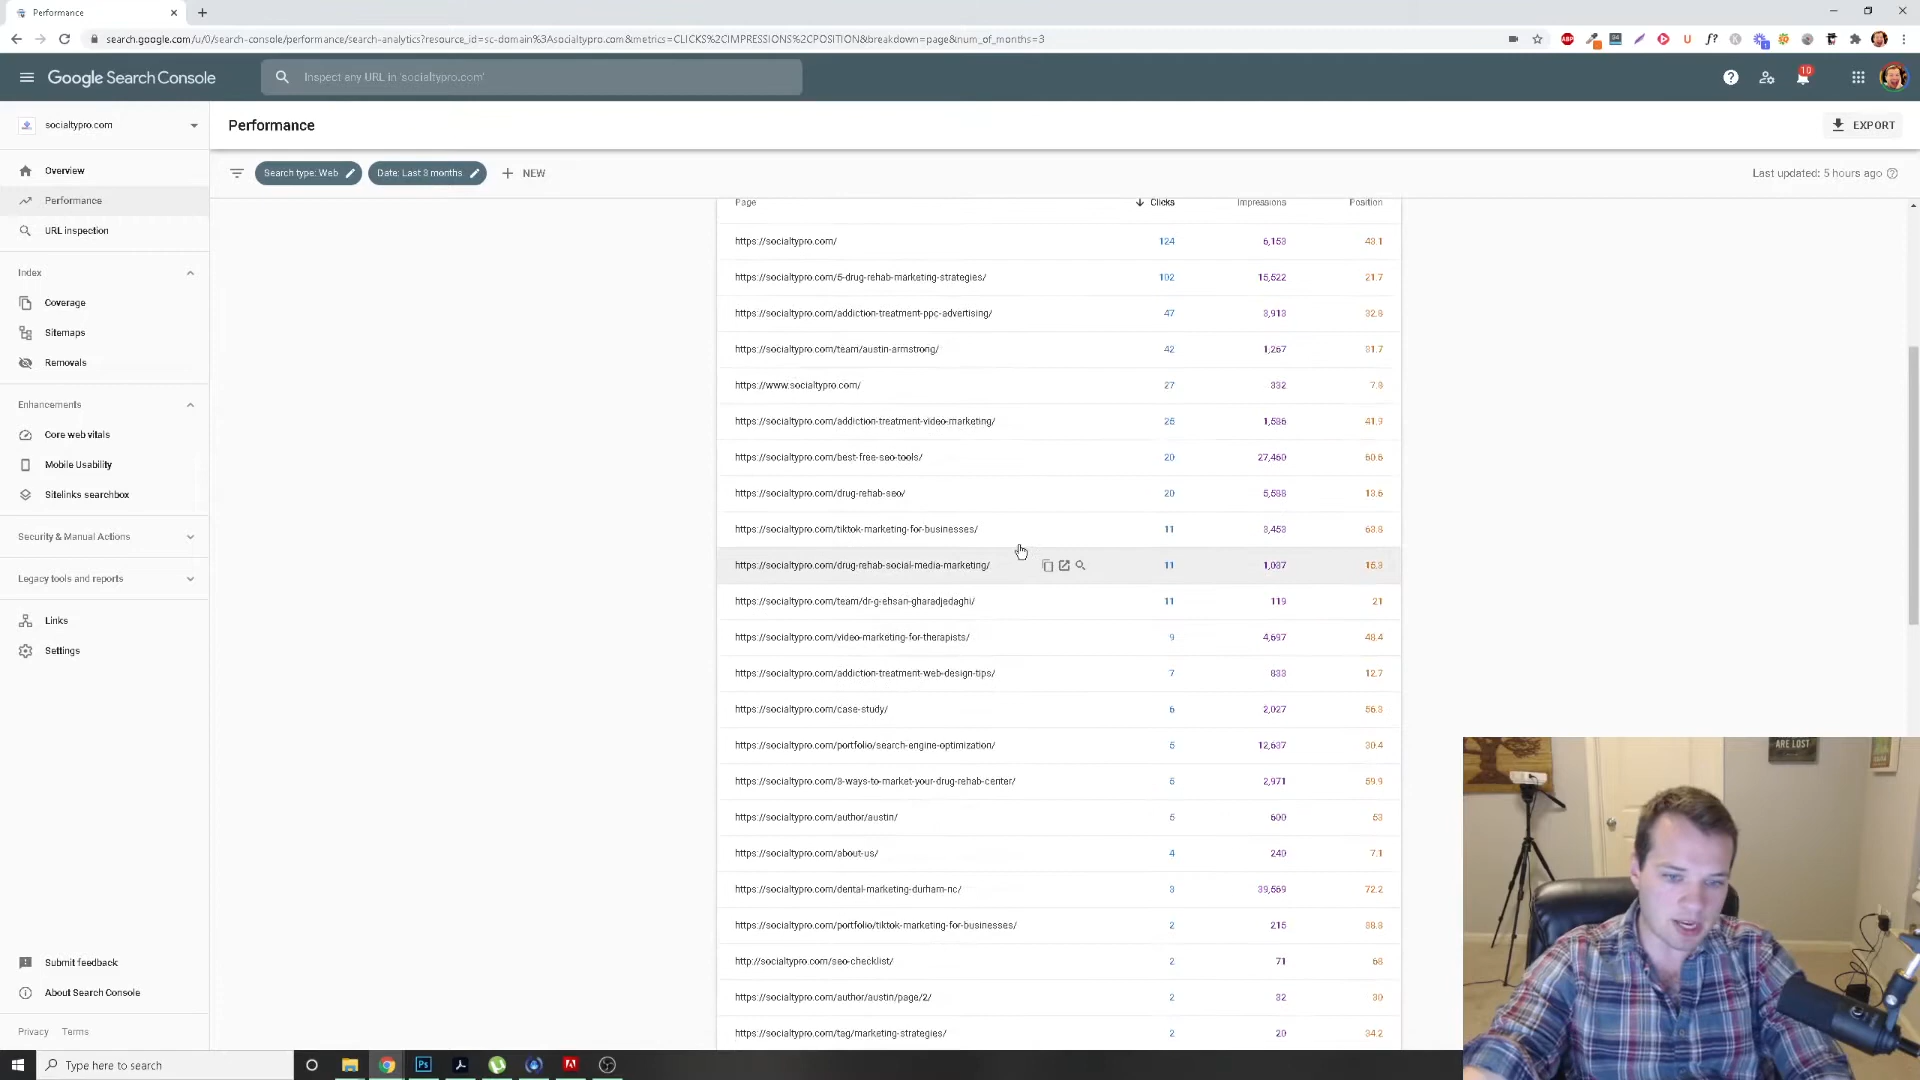 Performance
search.google.com/u/0/search-console/performance/search-analytics?resource_id=sc-domain%3Asocialtypro.com&metrics=CLICKS%2CIMPRESSIONS%2CPOSITION&breakdown=page&num_of_months=3
Google Search Console
Inspect any URL in 'socialtypro.com'
10
socialtypro.com
Performance
EXPORT
Search type: Web
Date: Last 3 months
NEW
Last updated: 5 hours ago
Overview
Performance
URL inspection
Index
Coverage
Sitemaps
Removals
Enhancements
Core web vitals
Mobile Usability
Sitelinks searchbox
Security & Manual Actions
Legacy tools and reports
Links
Settings
Submit feedback
About Search Console
Privacy Terms
Page Clicks Impressions Position
https://socialtypro.com/ 124 6,153 43.1
https://socialtypro.com/5-drug-rehab-marketing-strategies/ 102 15,522 21.7
https://socialtypro.com/addiction-treatment-ppc-advertising/ 47 3,913 32.8
https://socialtypro.com/team/austin-armstrong/ 42 1,267 31.7
https://www.socialtypro.com/ 27 332 7.8
https://socialtypro.com/addiction-treatment-video-marketing/ 26 1,586 41.9
https://socialtypro.com/best-free-seo-tools/ 20 27,460 60.6
https://socialtypro.com/drug-rehab-seo/ 20 5,588 13.6
https://socialtypro.com/tiktok-marketing-for-businesses/ 11 3,453 63.8
https://socialtypro.com/drug-rehab-social-media-marketing/ 11 1,087 16.3
https://socialtypro.com/team/dr-g-ehsan-gharadjedaghi/ 11 119 21
https://socialtypro.com/video-marketing-for-therapists/ 9 4,697 48.4
https://socialtypro.com/addiction-treatment-web-design-tips/ 7 833 12.7
https://socialtypro.com/case-study/ 6 2,027 56.3
https://socialtypro.com/portfolio/search-engine-optimization/ 5 12,637 30.4
https://socialtypro.com/3-ways-to-market-your-drug-rehab-center/ 5 2,971 59.9
https://socialtypro.com/author/austin/ 5 600 53
https://socialtypro.com/about-us/ 4 240 7.1
https://socialtypro.com/dental-marketing-durham-nc/ 3 39,569 72.2
https://socialtypro.com/portfolio/tiktok-marketing-for-businesses/ 2 215 88.8
http://socialtypro.com/seo-checklist/ 2 71 68
https://socialtypro.com/author/austin/page/2/ 2 32 30
https://socialtypro.com/tag/marketing-strategies/ 2 20 34.2
ARE LOST
Type here to search